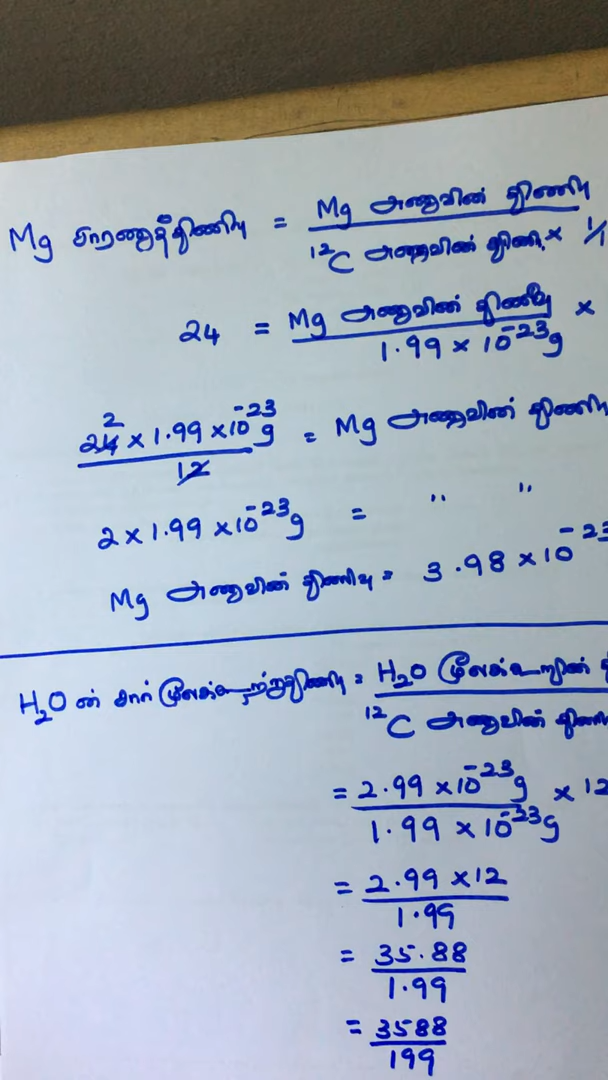 Mg சாரணுத்திணிவு = Mg அணுவின் திணிவு
¹²C அணுவின் திணி. × 1/1
24 = Mg அணுவின் திணிவு ×
1.99 × 10⁻²³g
2
24 × 1.99 × 10⁻²³g = Mg அணுவின் திணிவு
12
2 × 1.99 × 10⁻²³g = " "
Mg அணுவின் திணிவு = 3.98 × 10⁻²³
H₂O ன் சார் மூலக்கூற்றுதிணிவு = H₂O மூலக்கூறின்
¹²C அணுவின் திணி
= 2.99 × 10⁻²³g × 12
1.99 × 10⁻²³g
= 2.99 × 12
1.99
= 35.88
1.99
= 3588
199